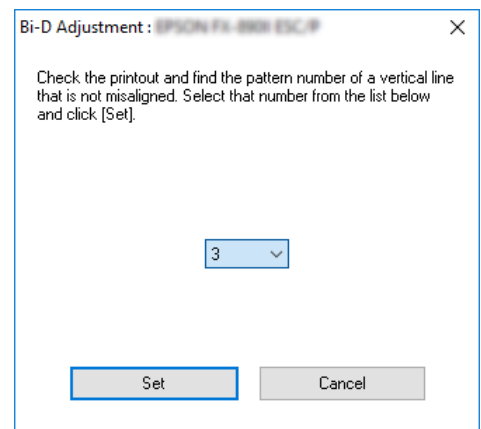 Bi-D Adjustment :
Check the printout and find the pattern number of a vertical line
that is not misaligned. Select that number from the list below
and click [Set].
3
Set
Cancel